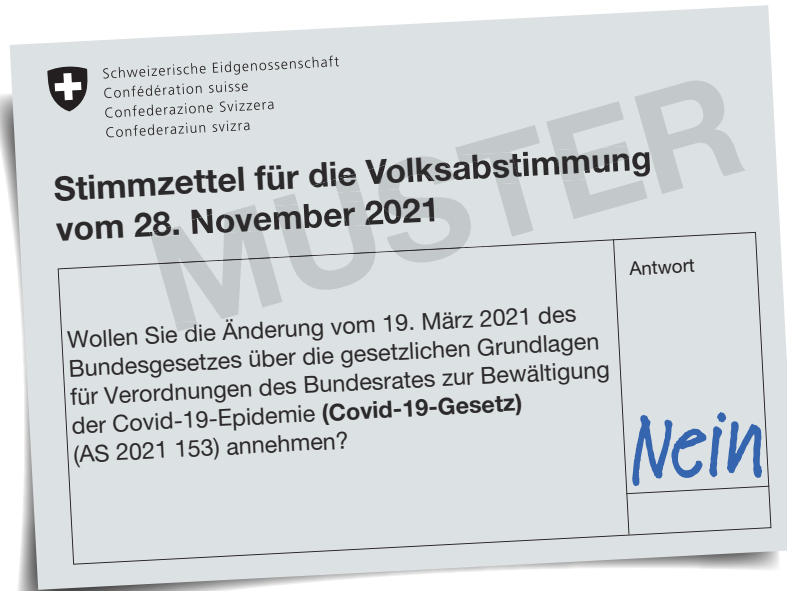 Schweizerische Eidgenossenschaft
Confédération suisse
Confederazione Svizzera
Confederaziun svizra
MUSTER
Stimmzettel für die Volksabstimmung
vom 28. November 2021
Antwort
Wollen Sie die Änderung vom 19. März 2021 des
Bundesgesetzes über die gesetzlichen Grundlagen
für Verordnungen des Bundesrates zur Bewältigung
der Covid-19-Epidemie (Covid-19-Gesetz)
(AS 2021 153) annehmen?
Nein